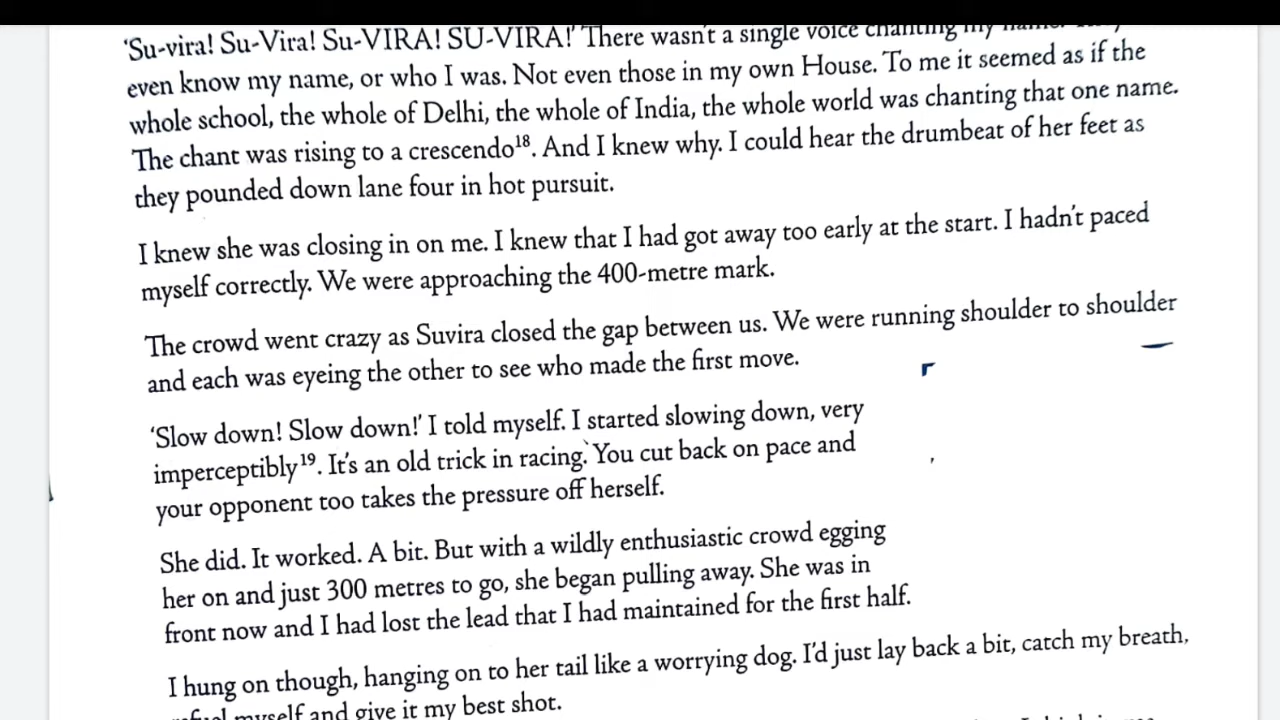 ‘Su-vira! Su-Vira! Su-VIRA! SU-VIRA!’ There wasn’t a single voice chanting my name.
even know my name, or who I was. Not even those in my own House. To me it seemed as if the
whole school, the whole of Delhi, the whole of India, the whole world was chanting that one name.
The chant was rising to a crescendo¹⁸. And I knew why. I could hear the drumbeat of her feet as
they pounded down lane four in hot pursuit.
I knew she was closing in on me. I knew that I had got away too early at the start. I hadn’t paced
myself correctly. We were approaching the 400-metre mark.
The crowd went crazy as Suvira closed the gap between us. We were running shoulder to shoulder
and each was eyeing the other to see who made the first move.
‘Slow down! Slow down!’ I told myself. I started slowing down, very
imperceptibly¹⁹. It’s an old trick in racing. You cut back on pace and
your opponent too takes the pressure off herself.
She did. It worked. A bit. But with a wildly enthusiastic crowd egging
her on and just 300 metres to go, she began pulling away. She was in
front now and I had lost the lead that I had maintained for the first half.
I hung on though, hanging on to her tail like a worrying dog. I’d just lay back a bit, catch my breath,
refuel myself and give it my best shot.